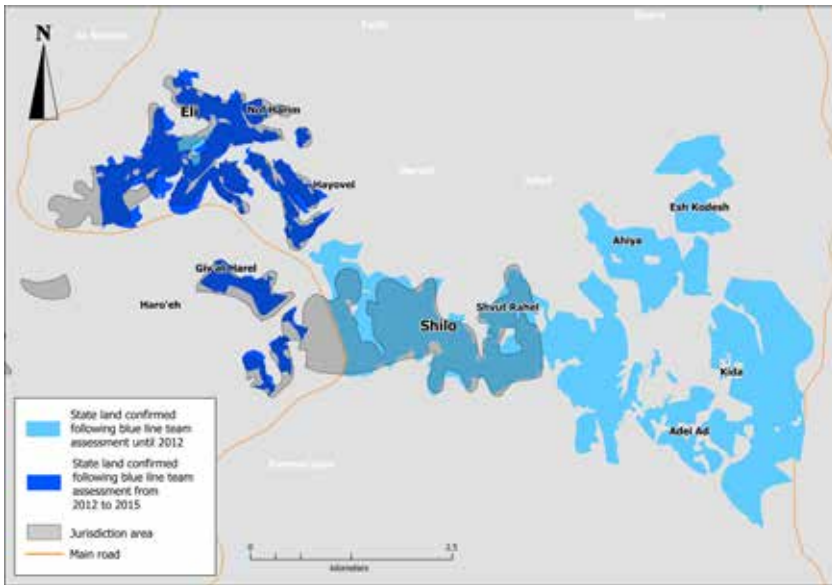 N
Eli
Nof Harim
Hayovel
Esh Kodesh
Ahiya
Giv'at Harel
Haro'eh
Shvut Rahel
Shilo
Kida
Adei Ad
State land confirmed
following blue line team
assessment until 2012
State land confirmed
following blue line team
assessment from
2012 to 2015
Jurisdiction area
Main road
0
2.5
kilometers